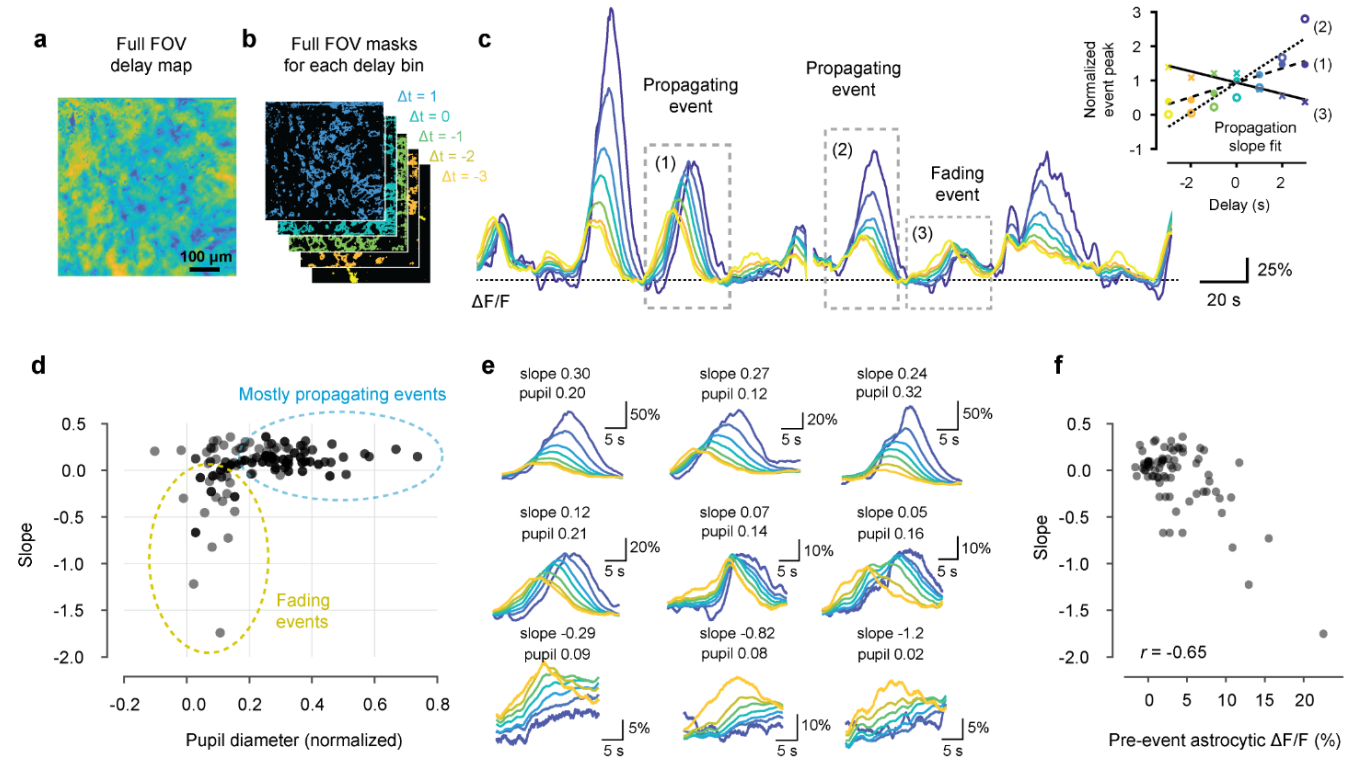 a
Full FOV
delay map
100 μm
b
Full FOV masks
for each delay bin
Δt = 1
Δt = 0
Δt = -1
Δt = -2
Δt = -3
c
Propagating
event
(1)
Propagating
event
(2)
Fading
event
(3)
ΔF/F
25%
20 s
Normalized
event peak
3
2
1
0
-1
(2)
(1)
(3)
Propagation
slope fit
-2
0
2
Delay (s)
d
Mostly propagating events
Slope
0.5
0.0
-0.5
-1.0
-1.5
-2.0
Fading
events
-0.2
0.0
0.2
0.4
0.6
0.8
Pupil diameter (normalized)
e
slope 0.30
pupil 0.20
50%
5 s
slope 0.27
pupil 0.12
20%
5 s
slope 0.24
pupil 0.32
50%
5 s
slope 0.12
pupil 0.21
20%
5 s
slope 0.07
pupil 0.14
10%
5 s
slope 0.05
pupil 0.16
10%
5 s
slope -0.29
pupil 0.09
5%
5 s
slope -0.82
pupil 0.08
10%
5 s
slope -1.2
pupil 0.02
5%
5 s
f
Slope
0.5
0.0
-0.5
-1.0
-1.5
-2.0
r = -0.65
0
5
10
15
20
Pre-event astrocytic ΔF/F (%)